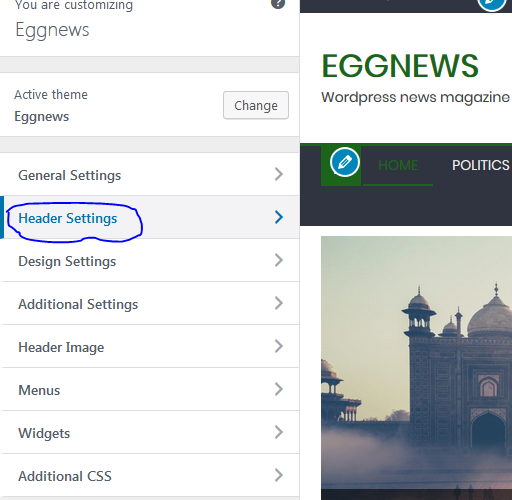 You are customizing
Eggnews
Active theme
Eggnews
Change
General Settings
Header Settings
Design Settings
Additional Settings
Header Image
Menus
Widgets
Additional CSS
EGGNEWS
Wordpress news magazine
HOME
POLITICS